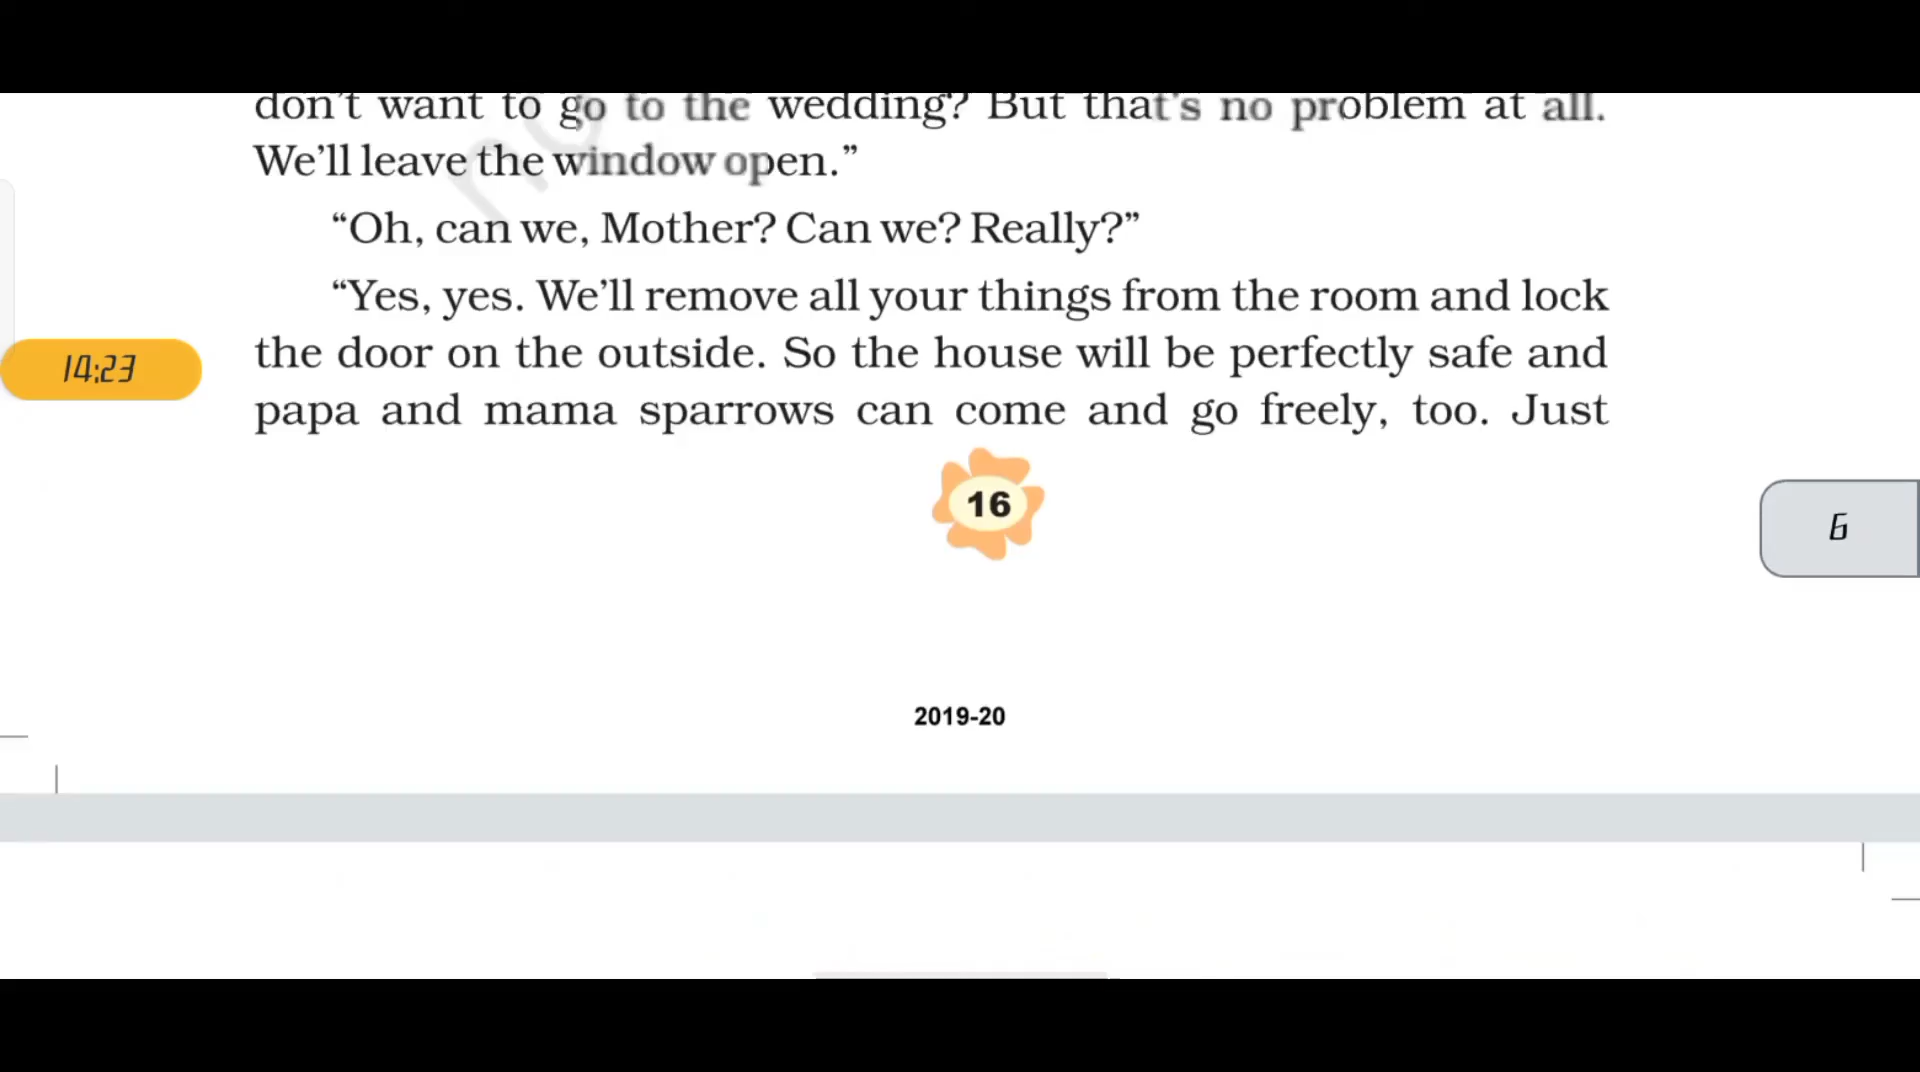 don't want to go to the wedding? But that's no problem at all.
We'll leave the window open.”
“Oh, can we, Mother? Can we? Really?”
“Yes, yes. We'll remove all your things from the room and lock
the door on the outside. So the house will be perfectly safe and
papa and mama sparrows can come and go freely, too. Just
14:23
16
6
2019-20